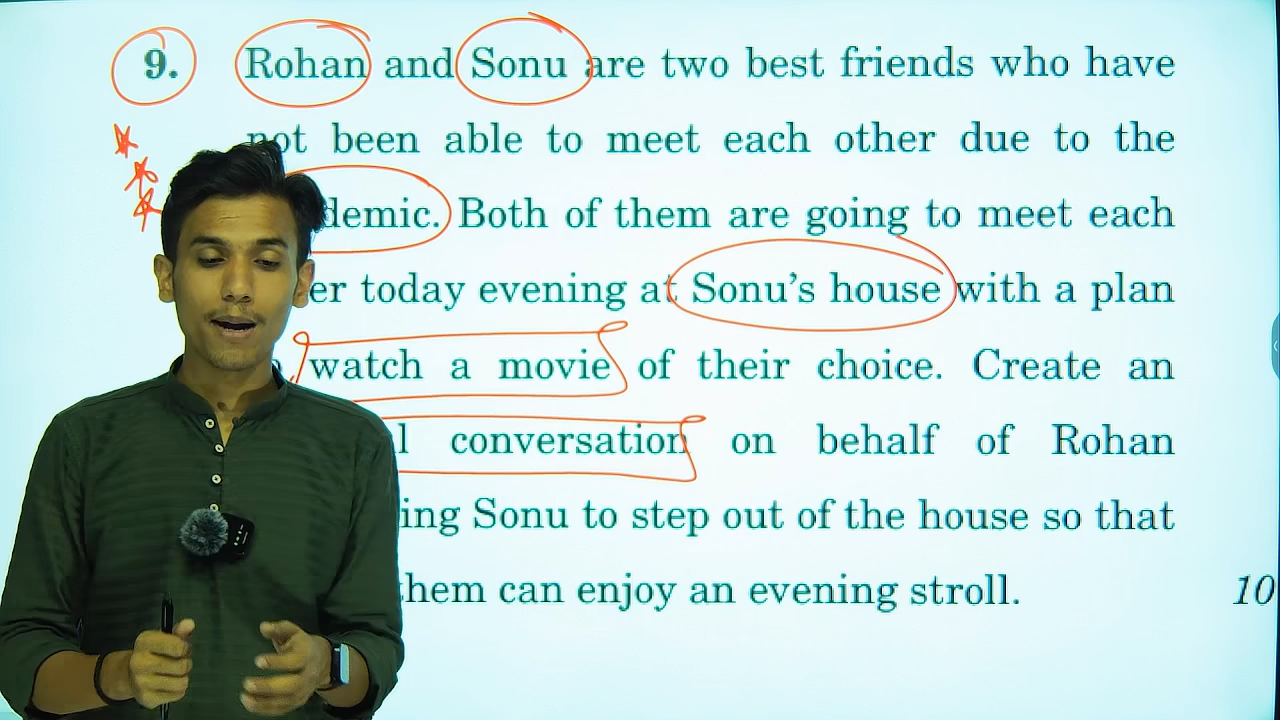 9. Rohan and Sonu are two best friends who have
not been able to meet each other due to the
demic. Both of them are going to meet each
er today evening at Sonu's house with a plan
watch a movie of their choice. Create an
l conversation on behalf of Rohan
ing Sonu to step out of the house so that
them can enjoy an evening stroll. 10